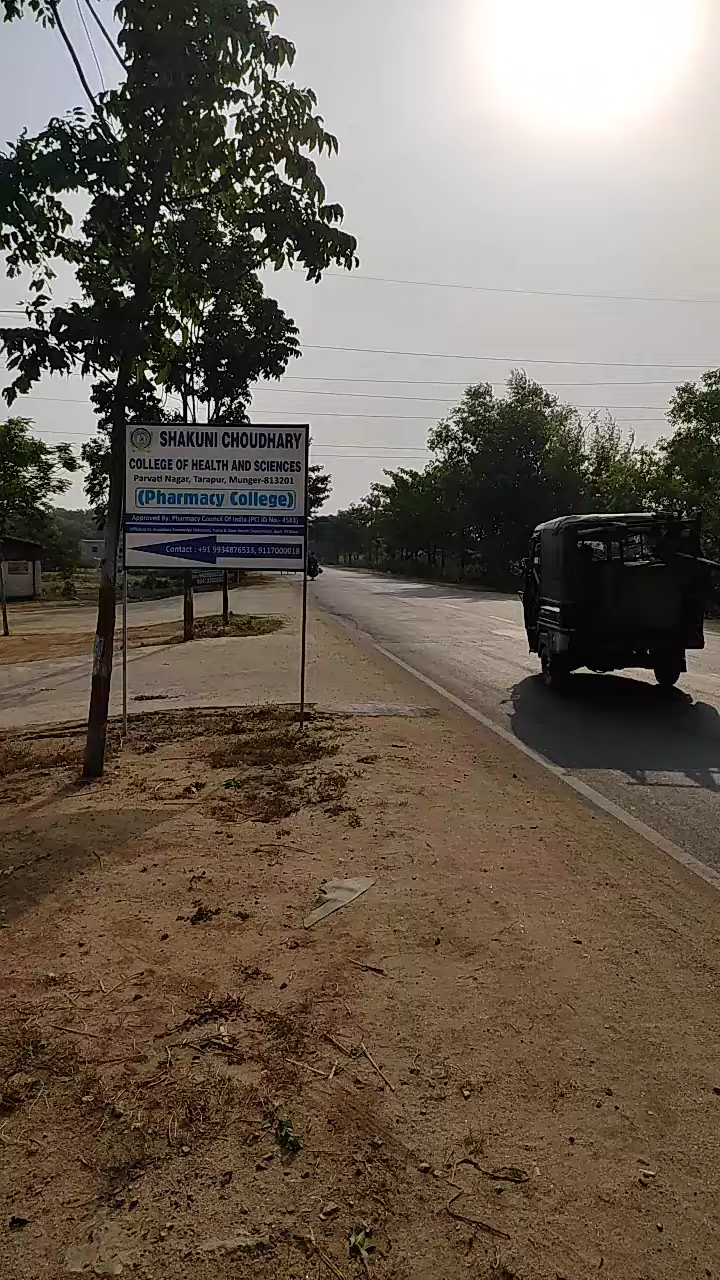 SHAKUNI CHOUDHARY
COLLEGE OF HEALTH AND SCIENCES
Parvati Nagar, Tarapur, Munger-813201
(Pharmacy College)
Approved By: Pharmacy Council Of India (PCI ID No.- 4581)
Contact : +91 9934876533, 9117000018